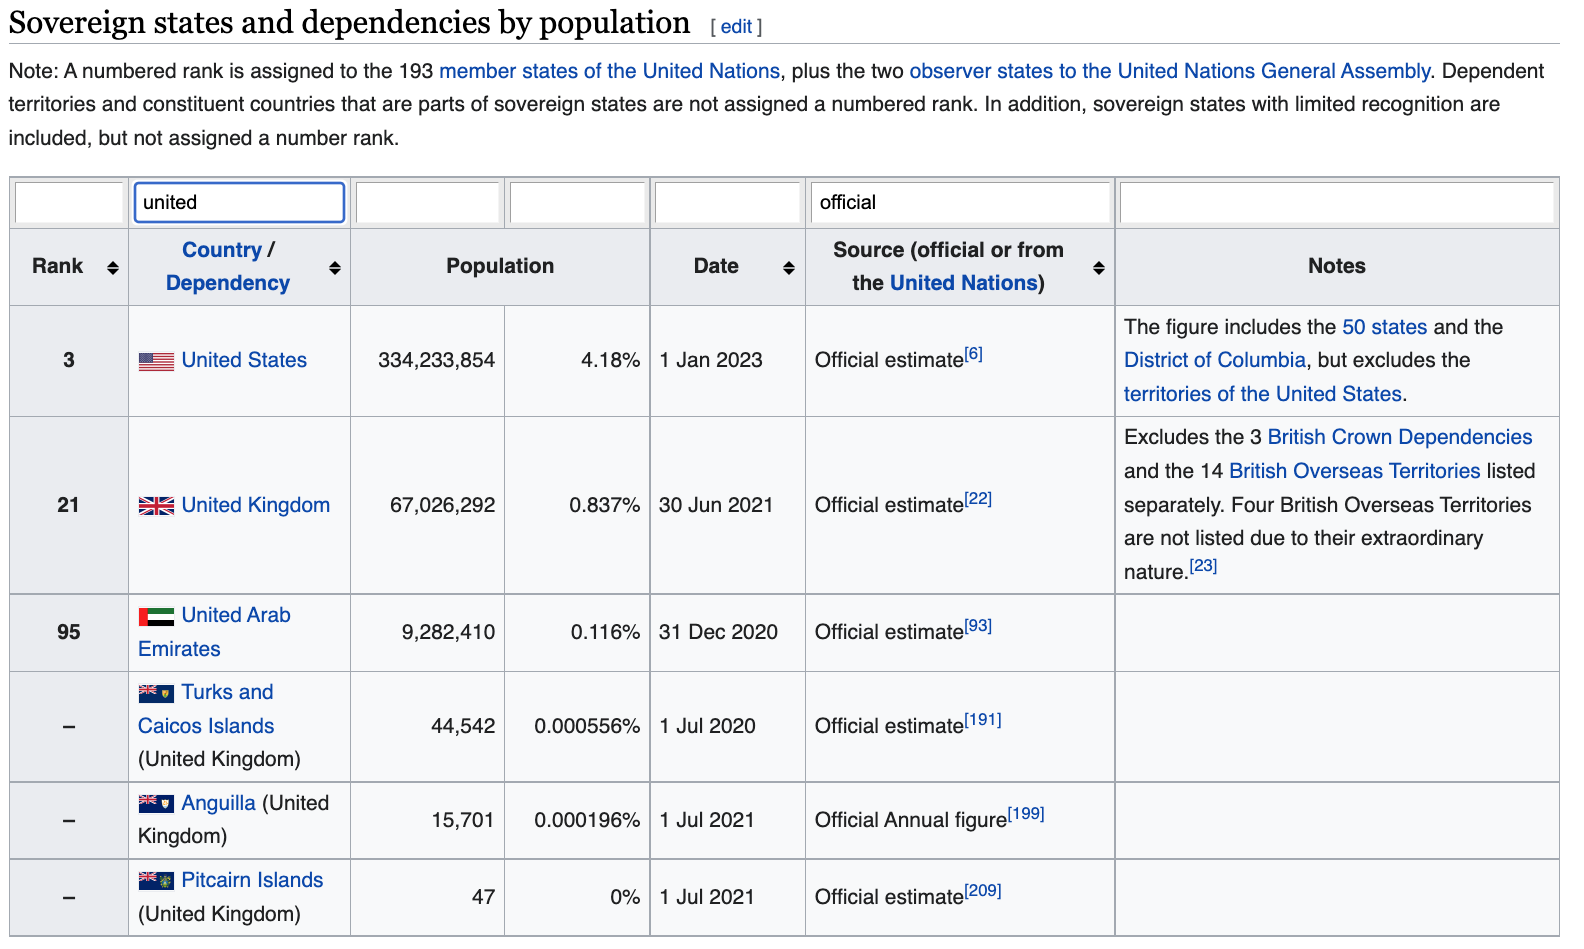 Sovereign states and dependencies by population [ edit ]
Note: A numbered rank is assigned to the 193 member states of the United Nations, plus the two observer states to the United Nations General Assembly. Dependent
territories and constituent countries that are parts of sovereign states are not assigned a numbered rank. In addition, sovereign states with limited recognition are
included, but not assigned a number rank.
united official
Rank Country / Dependency Population Date Source (official or from the United Nations) Notes
3 United States 334,233,854 4.18% 1 Jan 2023 Official estimate[6] The figure includes the 50 states and the
District of Columbia, but excludes the
territories of the United States.
21 United Kingdom 67,026,292 0.837% 30 Jun 2021 Official estimate[22] Excludes the 3 British Crown Dependencies
and the 14 British Overseas Territories listed
separately. Four British Overseas Territories
are not listed due to their extraordinary
nature.[23]
95 United Arab Emirates 9,282,410 0.116% 31 Dec 2020 Official estimate[93]
– Turks and Caicos Islands (United Kingdom) 44,542 0.000556% 1 Jul 2020 Official estimate[191]
– Anguilla (United Kingdom) 15,701 0.000196% 1 Jul 2021 Official Annual figure[199]
– Pitcairn Islands (United Kingdom) 47 0% 1 Jul 2021 Official estimate[209]